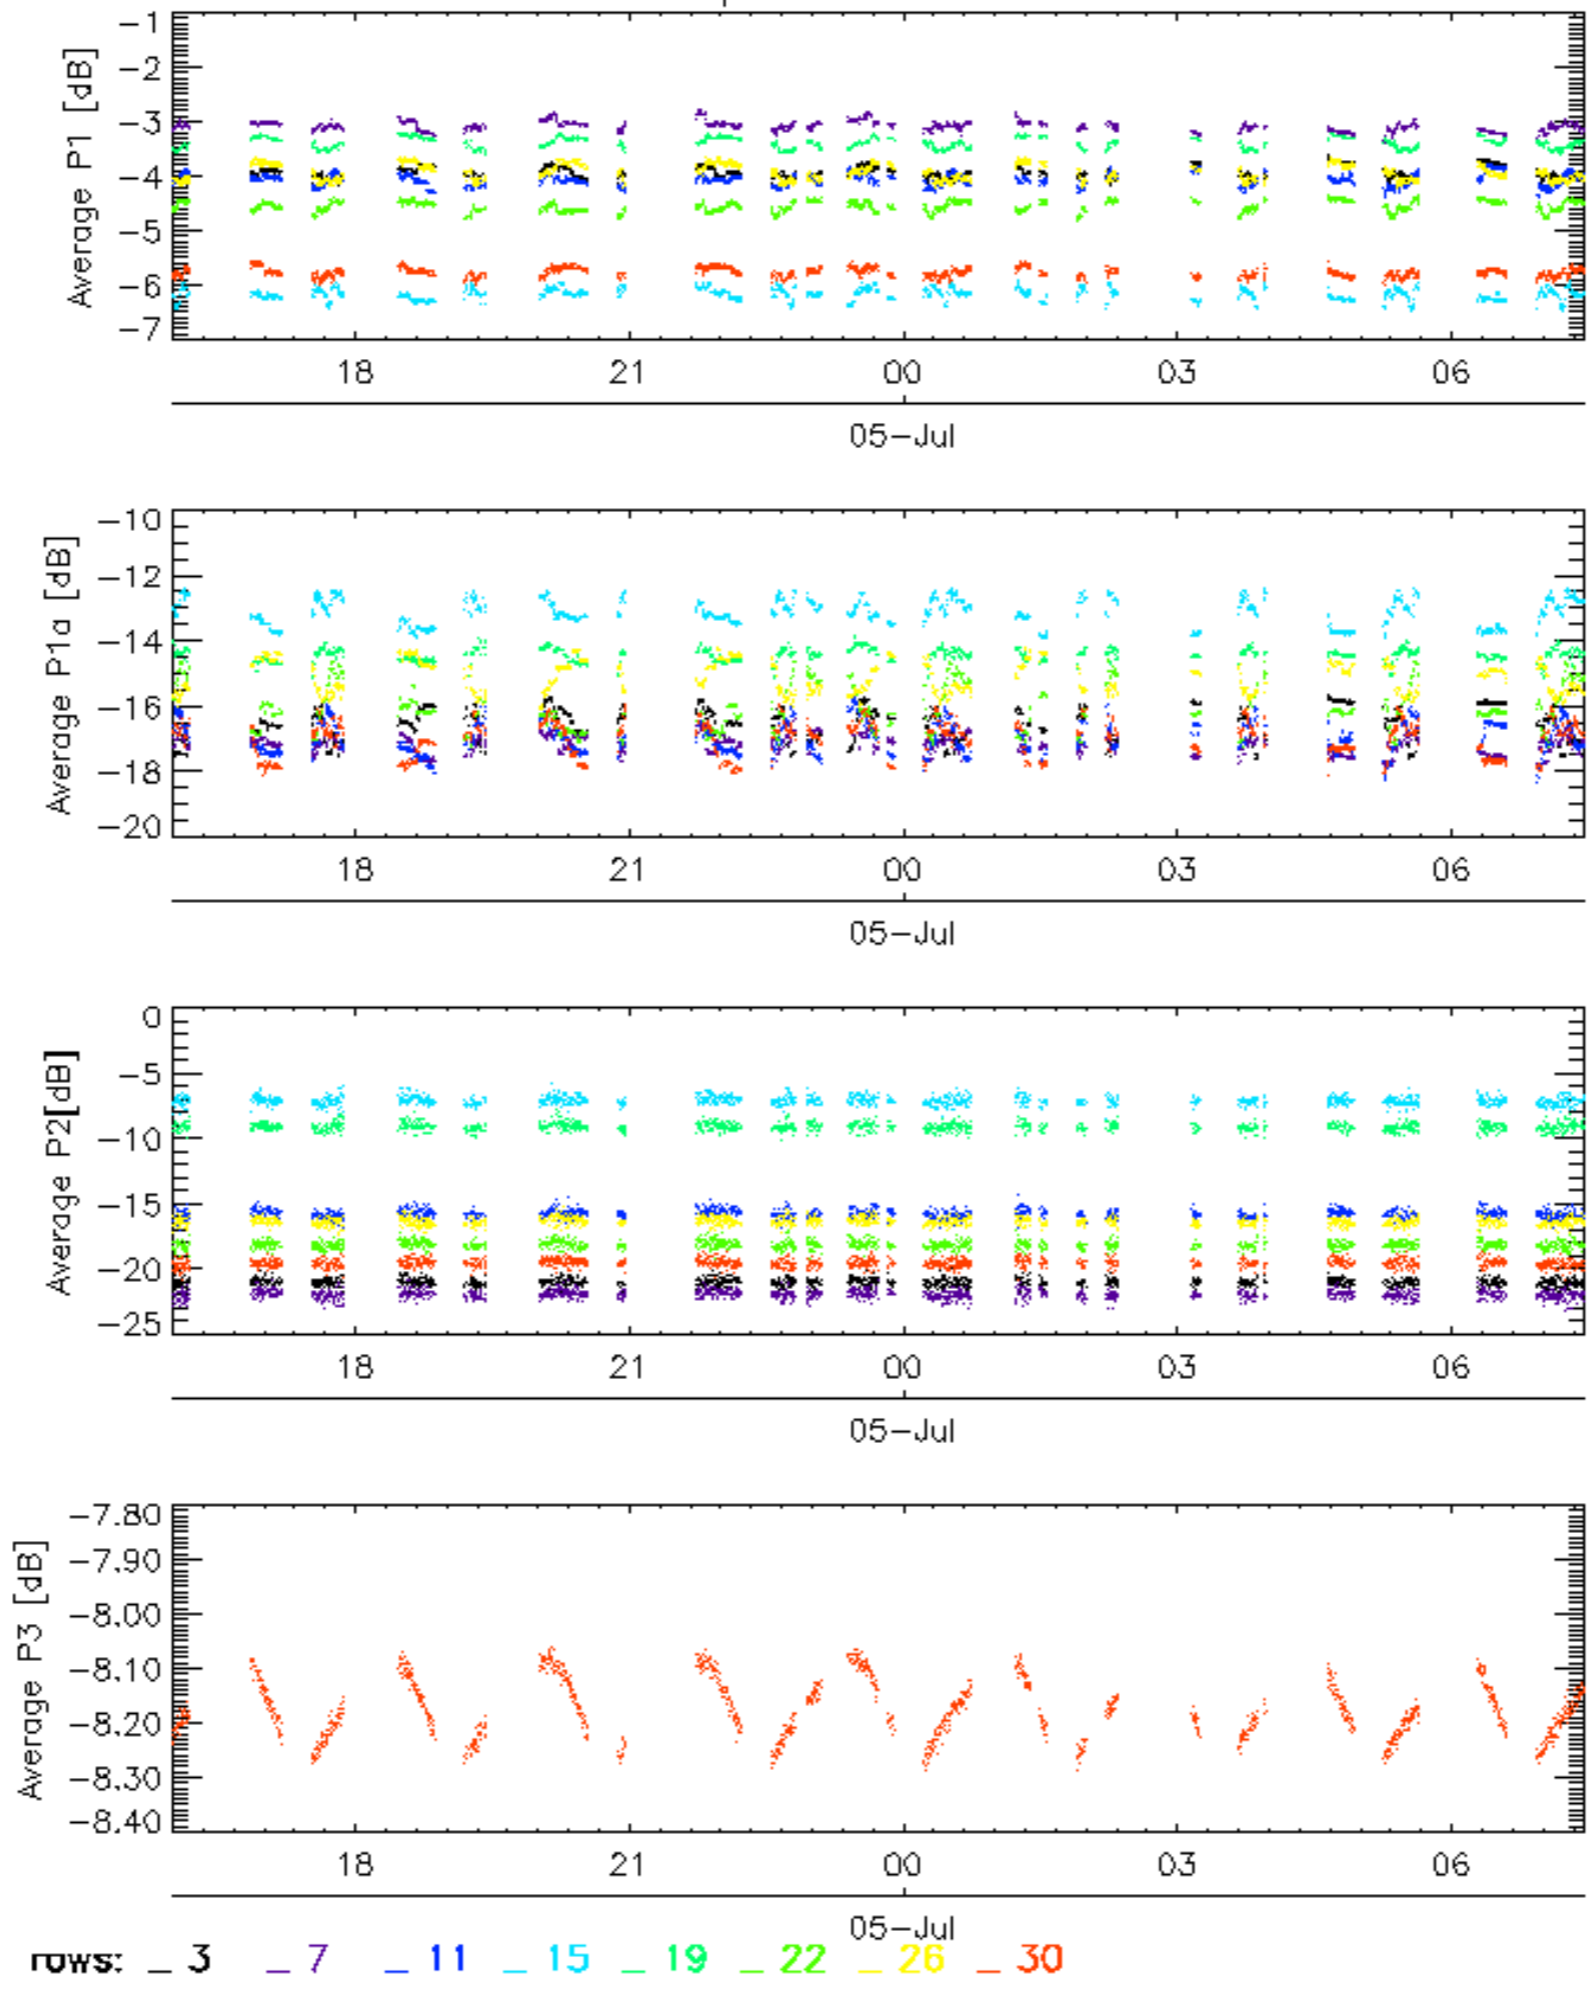 -1
-2
-3
-4
-5
-6
-7
Average P1 [dB]
18 21 00 03 06
05-Jul
-10
-12
-14
-16
-18
-20
Average P1a [dB]
18 21 00 03 06
05-Jul
0
-5
-10
-15
-20
-25
Average P2[dB]
18 21 00 03 06
05-Jul
-7.80
-7.90
-8.00
-8.10
-8.20
-8.30
-8.40
Average P3 [dB]
18 21 00 03 06
05-Jul
rows: _ 3 _ 7 _ 11 _ 15 _ 19 _ 22 _ 26 _ 30